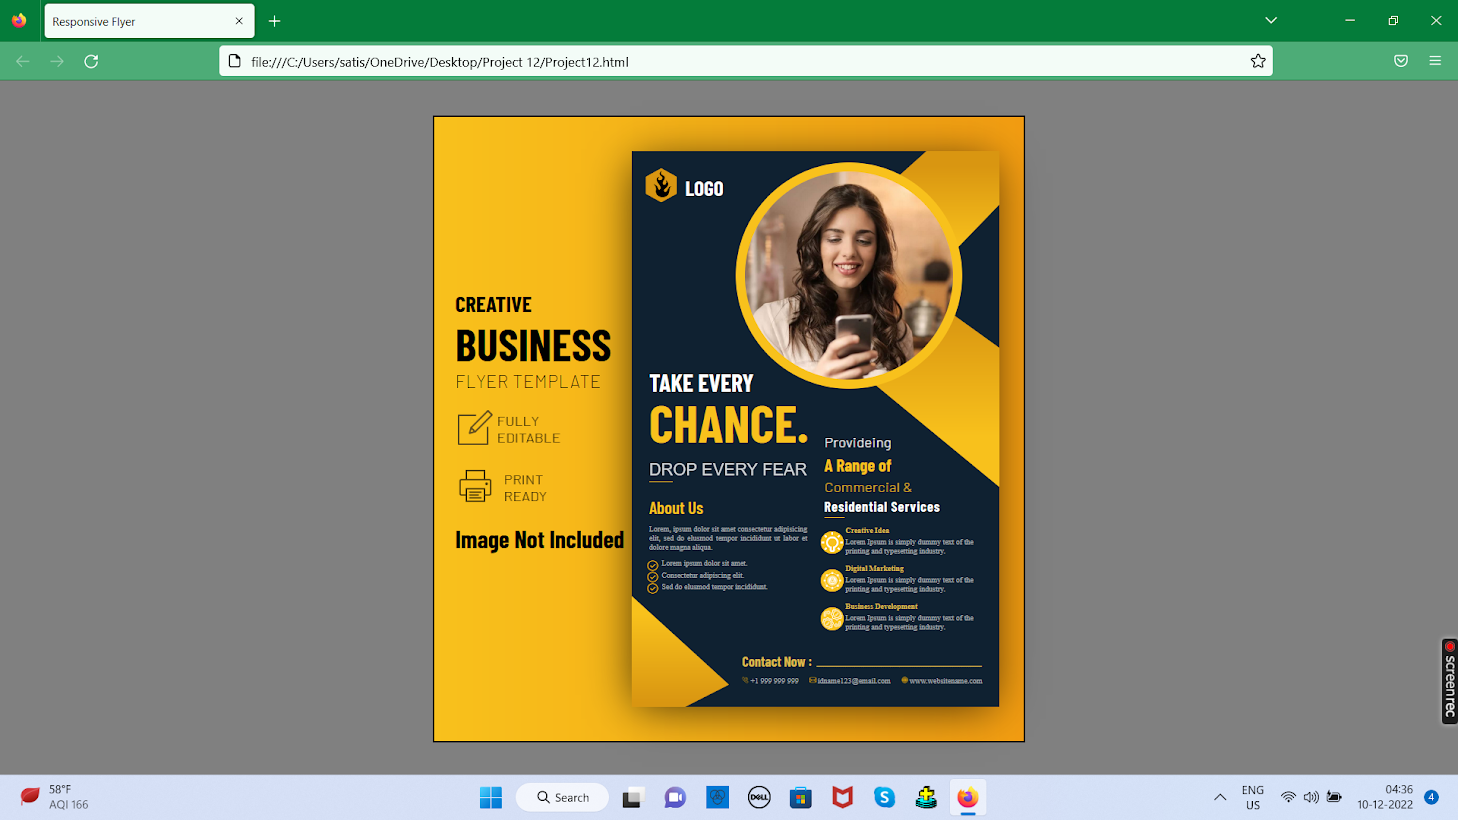 Responsive Flyer
file:///C:/Users/satis/OneDrive/Desktop/Project 12/Project12.html
CREATIVE
BUSINESS
FLYER TEMPLATE
FULLY
EDITABLE
PRINT
READY
Image Not Included
LOGO
TAKE EVERY
CHANCE.
DROP EVERY FEAR
About Us
Lorem, ipsum dolor sit amet consectetur adipisicing
elit, sed do eiusmod tempor incididunt ut labor et
dolore magna aliqua.
Lorem ipsum dolor sit amet.
Consectetur adipiscing elit.
Sed do eiusmod tempor incididunt.
Provideing
A Range of
Commercial &
Residential Services
Creative Idea
Lorem Ipsum is simply dummy text of the
printing and typesetting industry.
Digital Marketing
Lorem Ipsum is simply dummy text of the
printing and typesetting industry.
Business Development
Lorem Ipsum is simply dummy text of the
printing and typesetting industry.
Contact Now :
+1 999 999 999 idname123@email.com www.websitename.com
screenrec
58°F
AQI 166
Search
DELL
ENG
US
04:36
10-12-2022
4